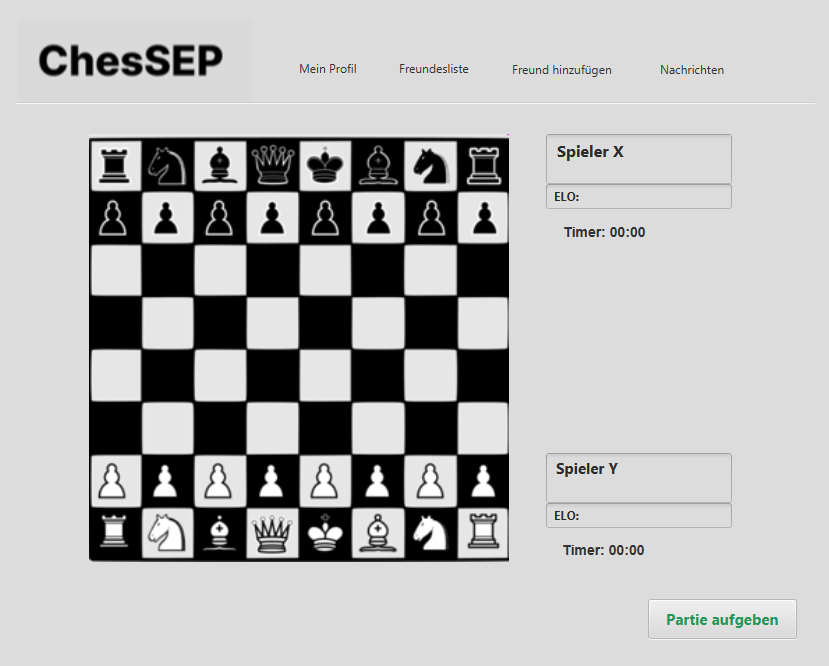 ChesSEP
Mein Profil
Freundesliste
Freund hinzufügen
Nachrichten
Spieler X
ELO:
Timer: 00:00
Spieler Y
ELO:
Timer: 00:00
Partie aufgeben